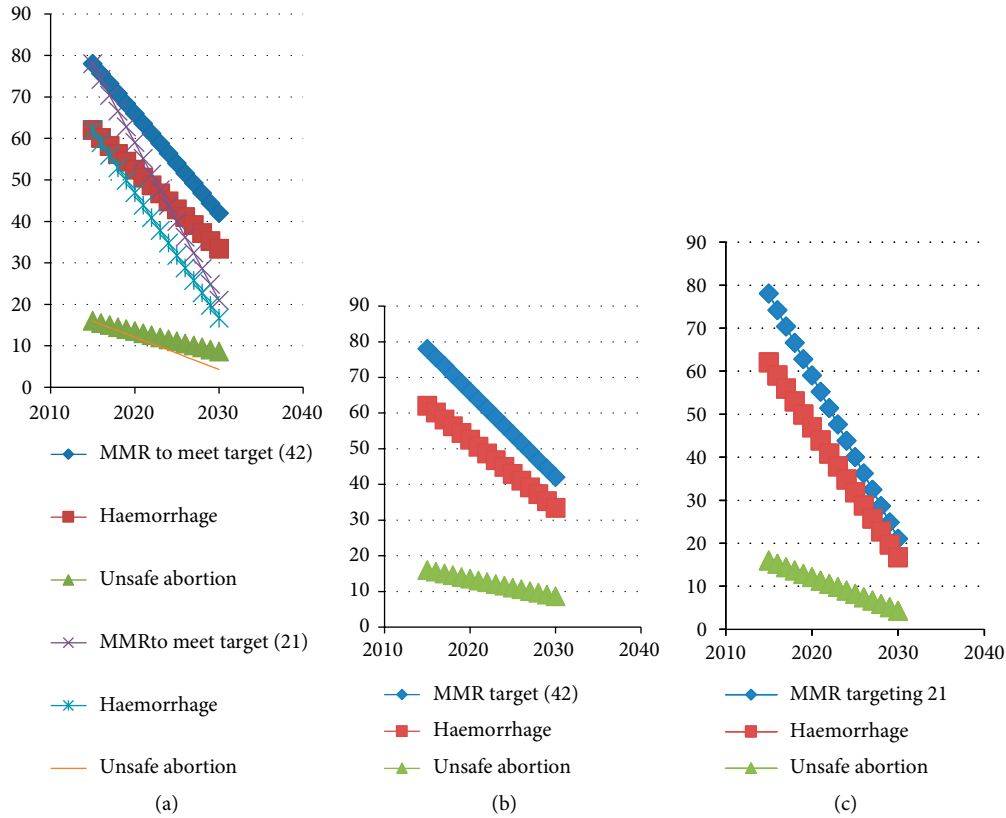 90
80
70
60
50
40
30
20
10
0
2010 2020 2030 2040
MMR to meet target (42)
Haemorrhage
Unsafe abortion
MMRto meet target (21)
Haemorrhage
Unsafe abortion
(a)
90
80
70
60
50
40
30
20
10
0
2010 2020 2030 2040
MMR target (42)
Haemorrhage
Unsafe abortion
(b)
90
80
70
60
50
40
30
20
10
0
2010 2020 2030 2040
MMR targeting 21
Haemorrhage
Unsafe abortion
(c)